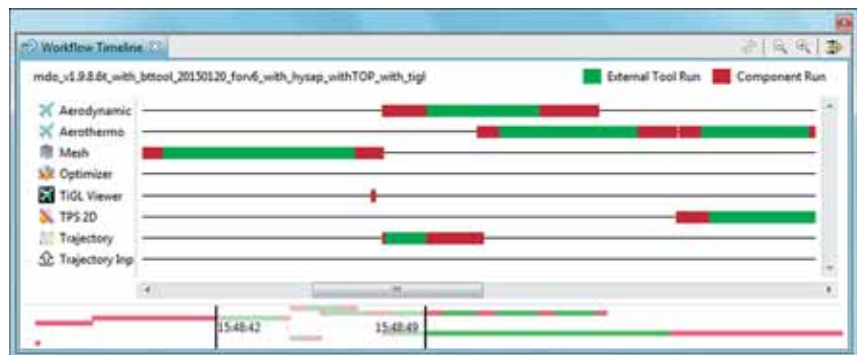 Workflow Timeline
mdo_v1.9.8.6t_with_bttool_20150120_forv6_with_hysap_withTOP_with_tigl
External Tool Run
Component Run
Aerodynamic
Aerothermo
Mesh
Optimizer
TiGL Viewer
TPS 2D
Trajectory
Trajectory Inp
15:48:42
15:48:49